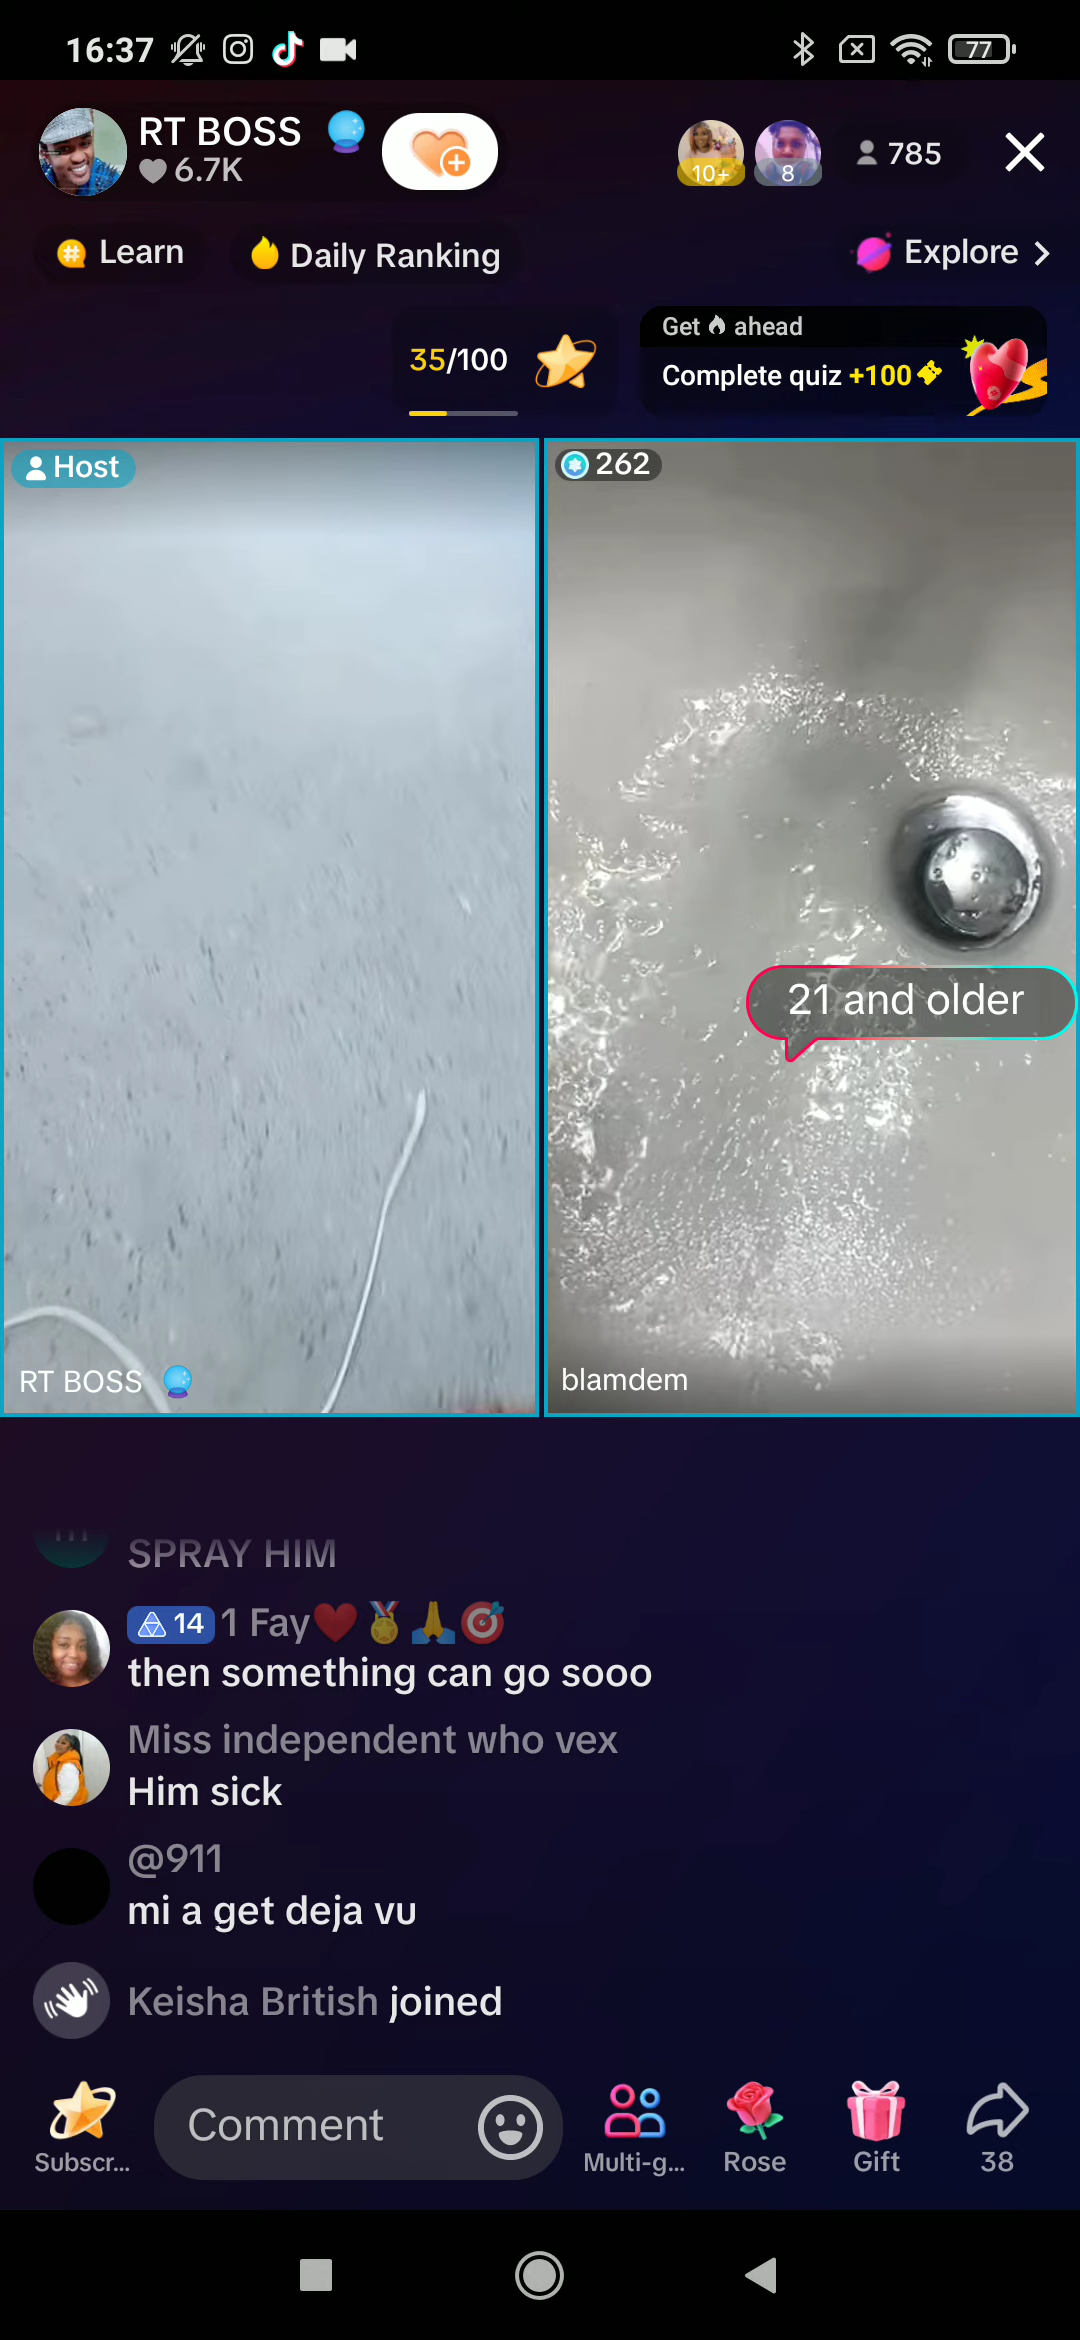 16:37
77
RT BOSS
6.7K
10+
8
785
Learn
Daily Ranking
Explore
35/100
Get ahead
Complete quiz +100
Host
262
21 and older
RT BOSS
blamdem
SPRAY HIM
14 1 Fay❤️🏅🙏🎯
then something can go sooo
Miss independent who vex
Him sick
@911
mi a get deja vu
Keisha British joined
Comment
Subscr...
Multi-g...
Rose
Gift
38